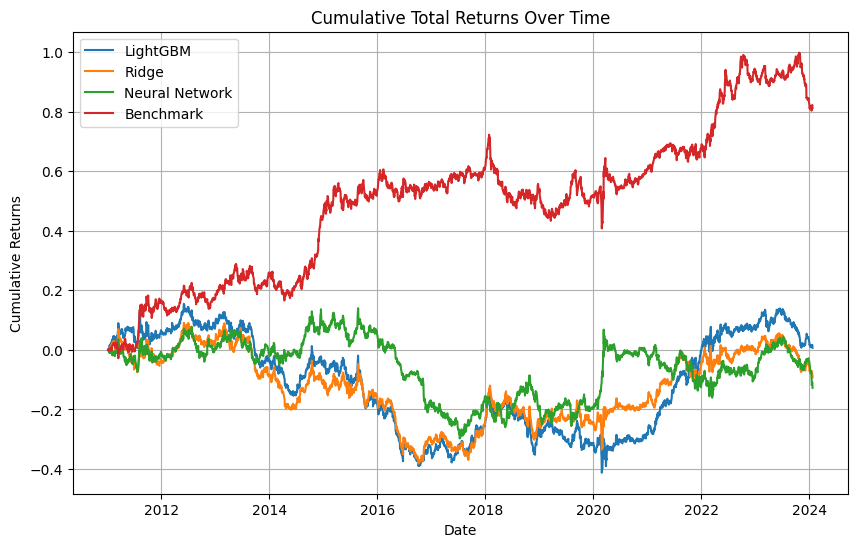 Cumulative Total Returns Over Time
LightGBM
Ridge
Neural Network
Benchmark
Cumulative Returns
1.0
0.8
0.6
0.4
0.2
0.0
−0.2
−0.4
2012 2014 2016 2018 2020 2022 2024
Date